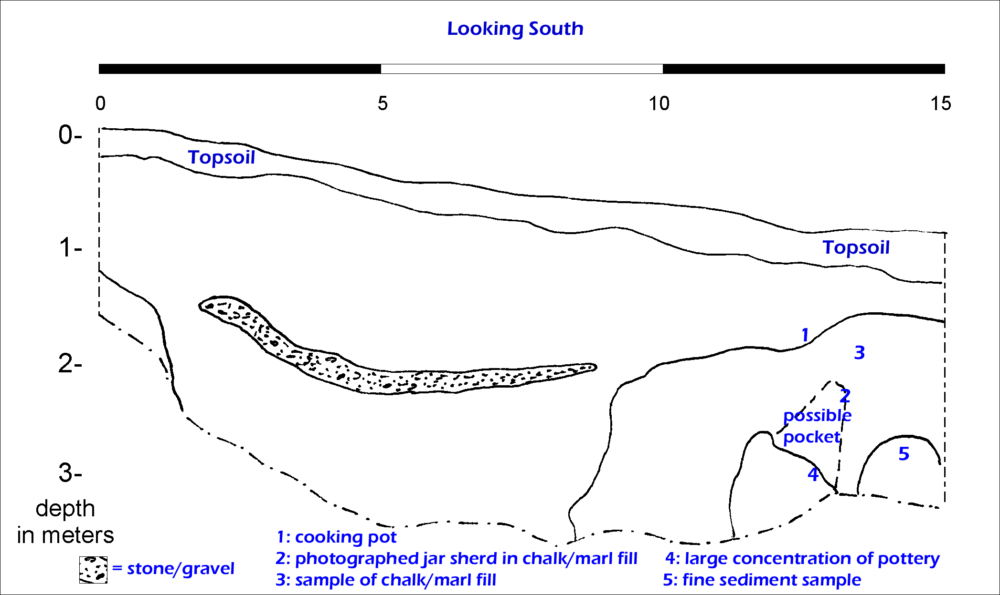 Looking South
0 5 10 15
0-
Topsoil
1-
Topsoil
1
2-
3
2
possible
pocket
5
3-
4
depth
in meters
1: cooking pot
2: photographed jar sherd in chalk/marl fill
4: large concentration of pottery
= stone/gravel
3: sample of chalk/marl fill
5: fine sediment sample